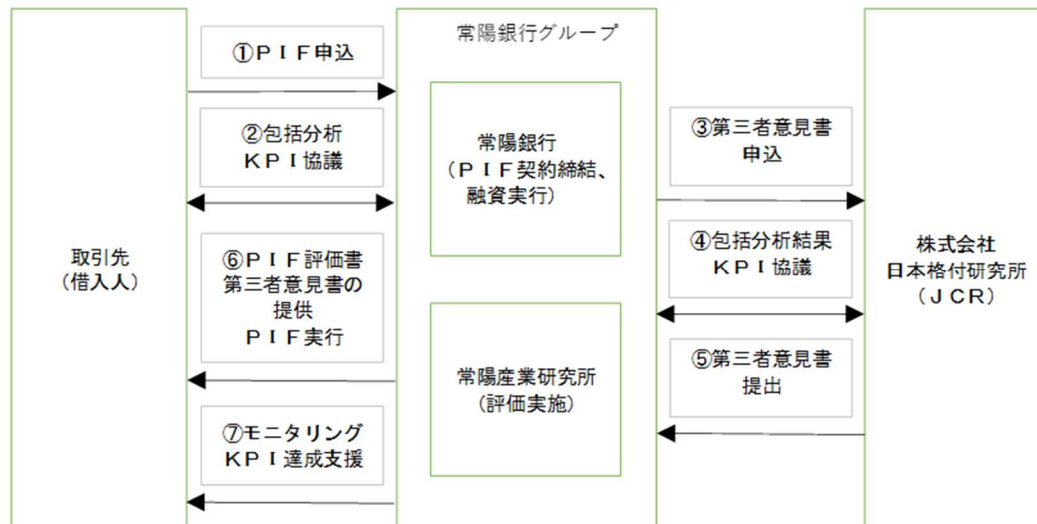 常陽銀行グループ
①ＰＩＦ申込
②包括分析
ＫＰＩ協議
常陽銀行
（ＰＩＦ契約締結、
融資実行）
③第三者意見書
申込
取引先
（借入人）
⑥ＰＩＦ評価書
第三者意見書の
提供
ＰＩＦ実行
④包括分析結果
ＫＰＩ協議
株式会社
日本格付研究所
（ＪＣＲ）
常陽産業研究所
（評価実施）
⑤第三者意見書
提出
⑦モニタリング
ＫＰＩ達成支援